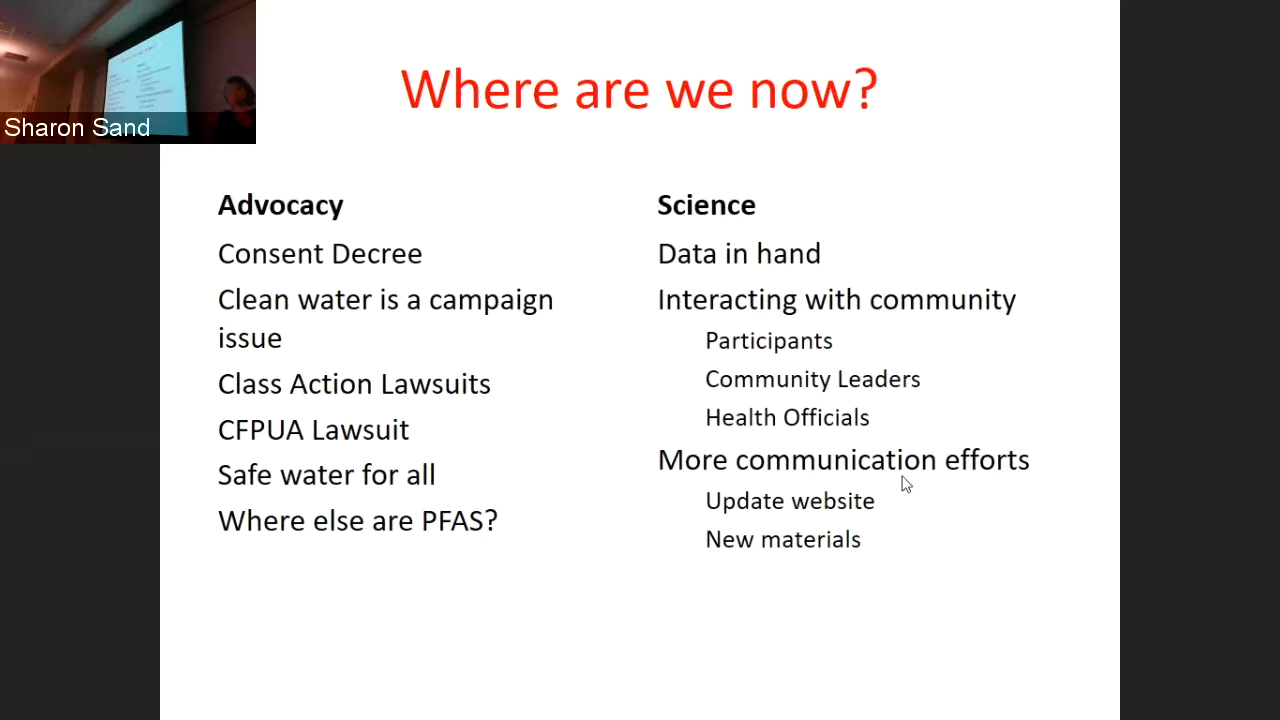 Where are we now?
Sharon Sand
Advocacy
Consent Decree
Clean water is a campaign
issue
Class Action Lawsuits
CFPUA Lawsuit
Safe water for all
Where else are PFAS?
Science
Data in hand
Interacting with community
Participants
Community Leaders
Health Officials
More communication efforts
Update website
New materials